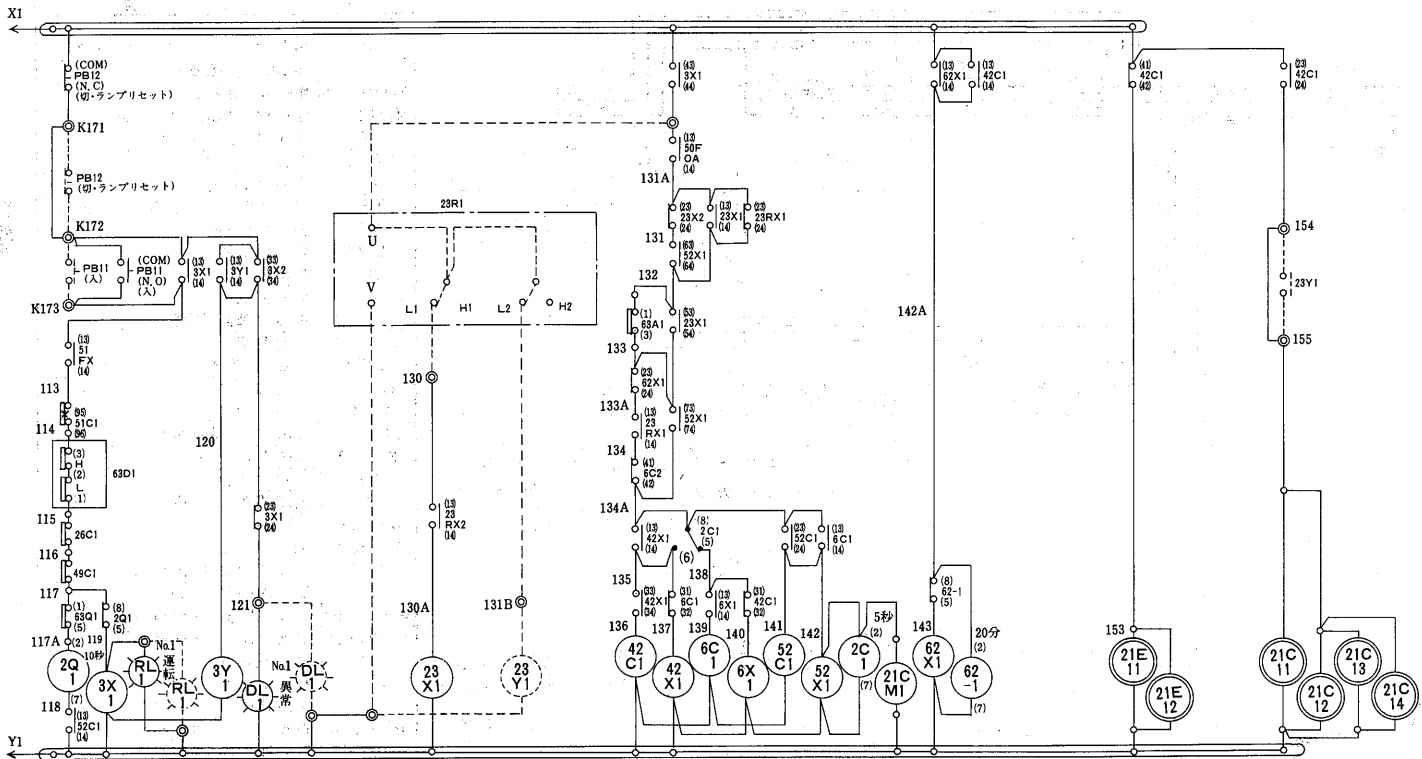 X1
(COM)
PB12
(N.C)
(切・ランプリセット)
K171
PB12
(切・ランプリセット)
K172
PB11
(入)
(COM)
PB11
(N.O)
(入)
(13)
3X1
(14)
(13)
3Y1
(14)
(33)
3X2
(34)
K173
(13)
51
FX
(14)
113
(95)
51C1
(96)
114
(3)
H
(2)
L
(1)
63D1
115
26C1
116
49C1
117
(1)
63Q1
(5)
(8)
2Q1
(5)
117A
(2)
119
10秒
2Q
1
(7)
118
(13)
52C1
(14)
3X
1
RL
1
No.1
運転
RL
1
120
3Y
1
(23)
3X1
(24)
121
DL
1
No.1
異常
DL
1
23R1
U
V
L1
H1
L2
H2
130
(13)
23
RX2
(14)
130A
23
X1
131B
23
Y1
(43)
3X1
(44)
(13)
50F
OA
(14)
131A
(23)
23X2
(24)
(13)
23X1
(14)
(23)
23RX1
(24)
131
(63)
52X1
(64)
132
(1)
63A1
(3)
(53)
23X1
(54)
133
(23)
62X1
(24)
133A
(13)
23
RX1
(14)
(73)
52X1
(74)
134
(41)
6C2
(42)
134A
(13)
42X1
(14)
(8)
2C1
(5)
(6)
(23)
52C1
(24)
(13)
6C1
(14)
135
138
(33)
42X1
(34)
(31)
6C1
(32)
(13)
6X1
(14)
(31)
42C1
(32)
136
137
139
140
141
142
42
C1
42
X1
6C
1
6X
1
52
C1
52
X1
2C
1
(2)
(7)
5秒
21C
M1
(13)
62X1
(14)
(13)
42C1
(14)
142A
(8)
62-1
(5)
143
20分
(2)
62
X1
62
-1
(7)
(41)
42C1
(42)
153
21E
11
21E
12
(23)
42C1
(24)
154
23Y1
155
21C
11
21C
12
21C
13
21C
14
Y1